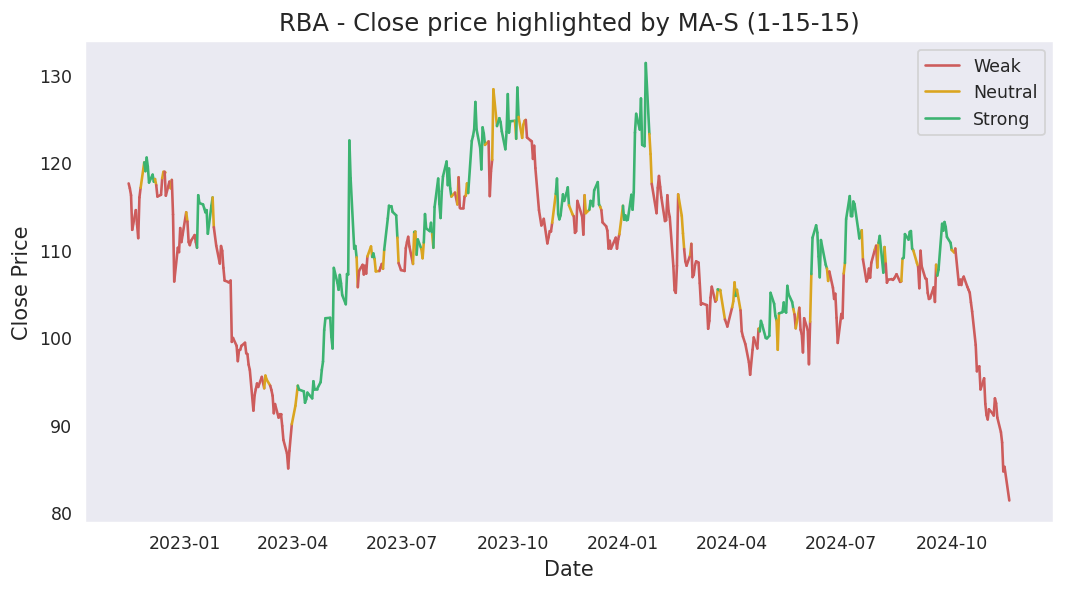 RBA - Close price highlighted by MA-S (1-15-15)
Weak
Neutral
Strong
Close Price
130
120
110
100
90
80
2023-01
2023-04
2023-07
2023-10
2024-01
2024-04
2024-07
2024-10
Date